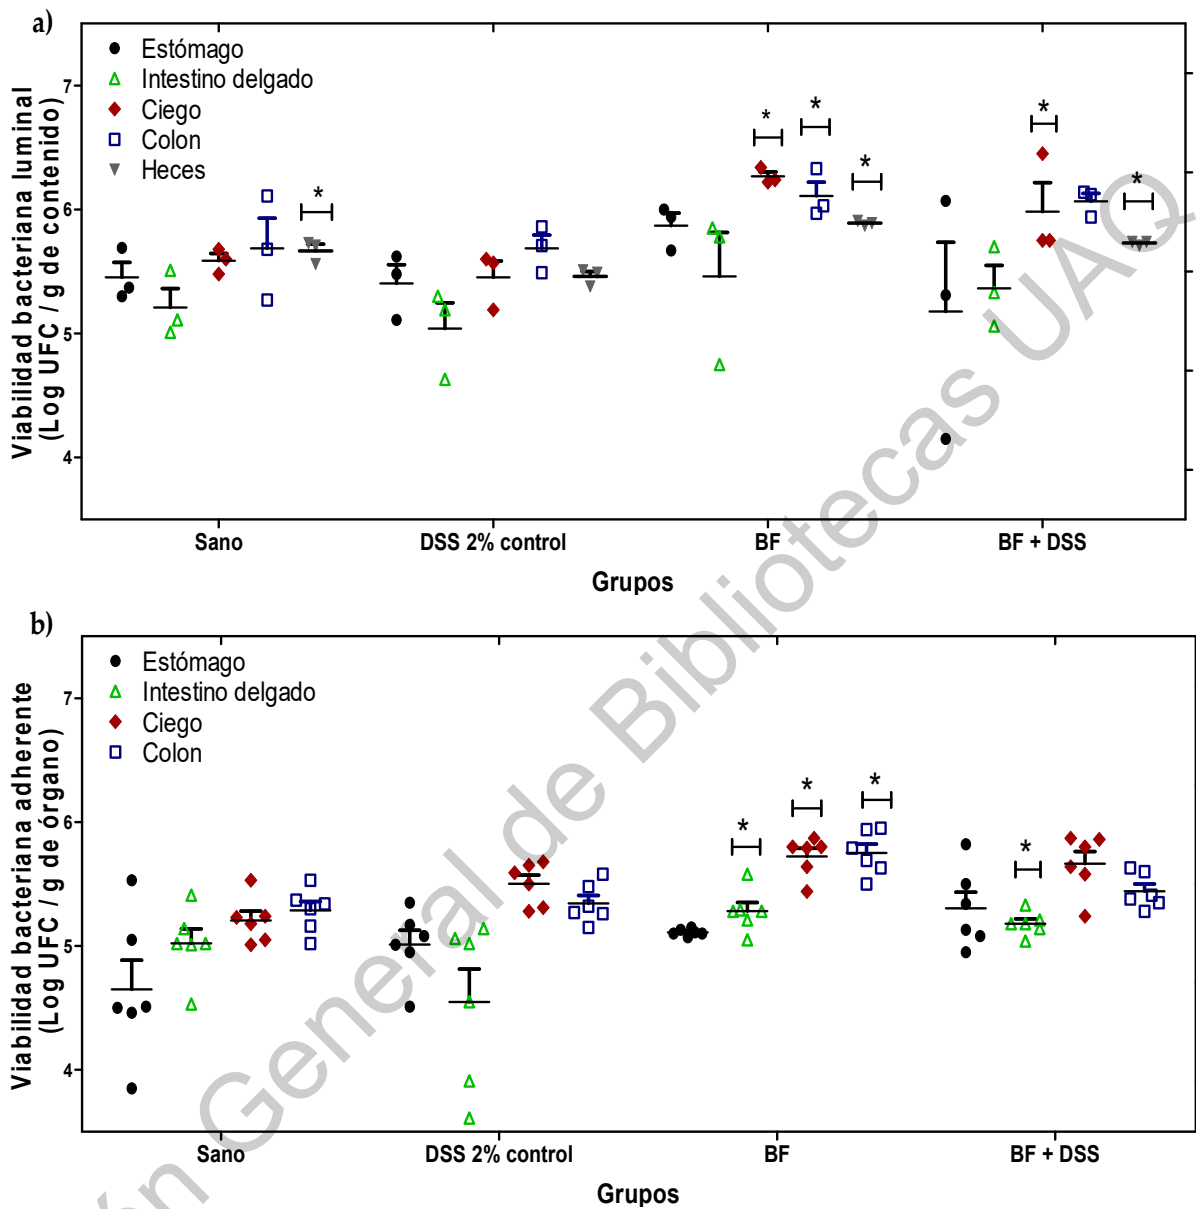 a)
Estómago
Intestino delgado
Ciego
Colon
Heces
Viabilidad bacteriana luminal
(Log UFC / g de contenido)
7
6
5
4
*
*
*
*
*
*
Sano
DSS 2% control
BF
BF + DSS
Grupos
b)
Estómago
Intestino delgado
Ciego
Colon
Viabilidad bacteriana adherente
(Log UFC / g de órgano)
7
6
5
4
*
*
*
*
Sano
DSS 2% control
BF
BF + DSS
Grupos
ón General de Bibliotecas UAQ